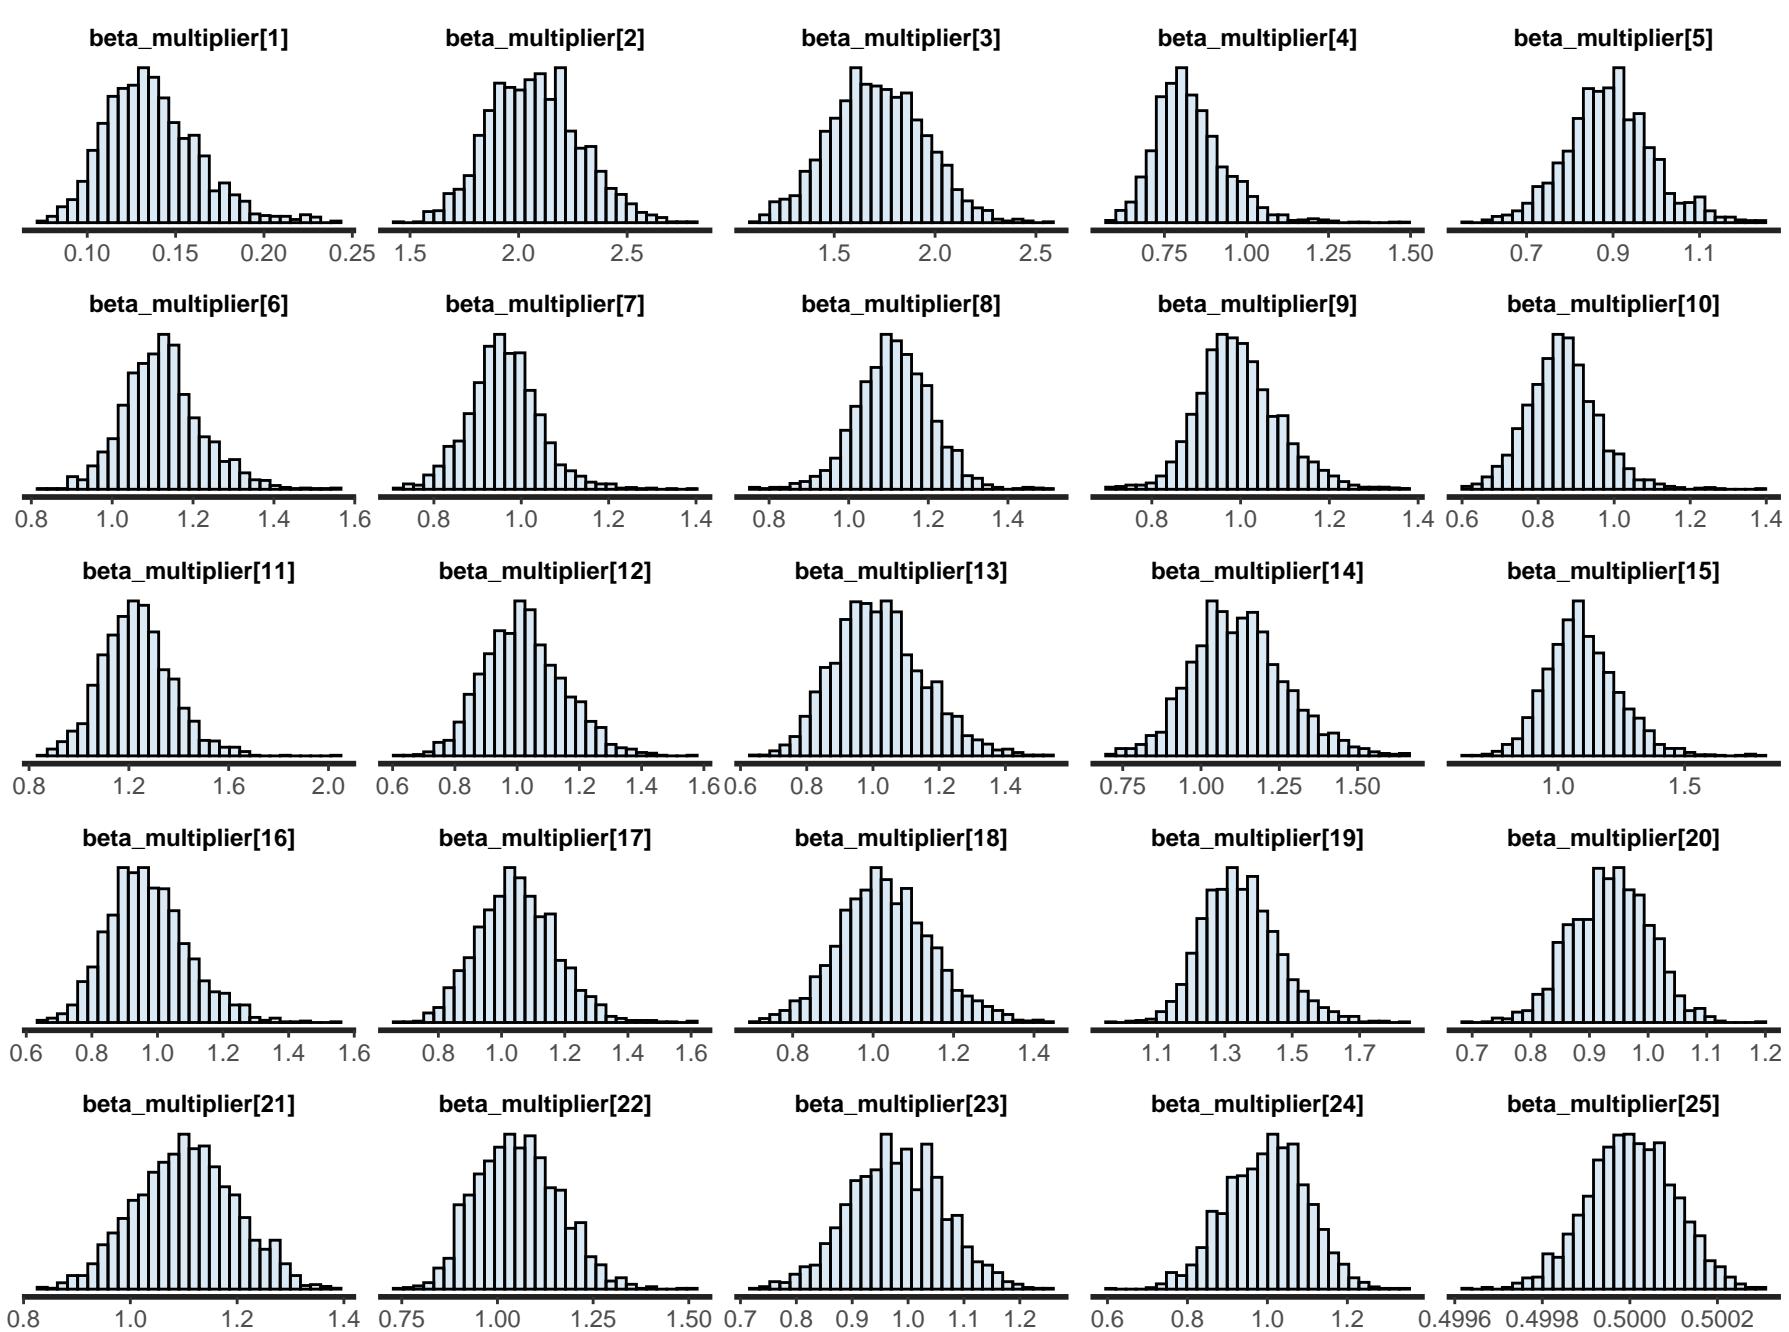 beta_multiplier[1] beta_multiplier[2] beta_multiplier[3] beta_multiplier[4] beta_multiplier[5]
0.10 0.15 0.20 0.25 1.5 2.0 2.5 1.5 2.0 2.5 0.75 1.00 1.25 1.50 0.7 0.9 1.1
beta_multiplier[6] beta_multiplier[7] beta_multiplier[8] beta_multiplier[9] beta_multiplier[10]
0.8 1.0 1.2 1.4 1.6 0.8 1.0 1.2 1.4 0.8 1.0 1.2 1.4 0.8 1.0 1.2 1.4 0.6 0.8 1.0 1.2 1.4
beta_multiplier[11] beta_multiplier[12] beta_multiplier[13] beta_multiplier[14] beta_multiplier[15]
0.8 1.2 1.6 2.0 0.6 0.8 1.0 1.2 1.4 1.6 0.6 0.8 1.0 1.2 1.4 0.75 1.00 1.25 1.50 1.0 1.5
beta_multiplier[16] beta_multiplier[17] beta_multiplier[18] beta_multiplier[19] beta_multiplier[20]
0.6 0.8 1.0 1.2 1.4 1.6 0.8 1.0 1.2 1.4 1.6 0.8 1.0 1.2 1.4 1.1 1.3 1.5 1.7 0.7 0.8 0.9 1.0 1.1 1.2
beta_multiplier[21] beta_multiplier[22] beta_multiplier[23] beta_multiplier[24] beta_multiplier[25]
0.8 1.0 1.2 1.4 0.75 1.00 1.25 1.50 0.7 0.8 0.9 1.0 1.1 1.2 0.6 0.8 1.0 1.2 0.4996 0.4998 0.5000 0.5002